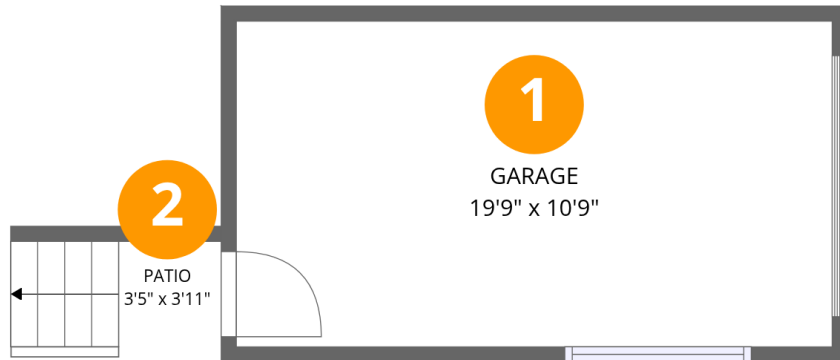 1
GARAGE
19'9" x 10'9"
2
PATIO
3'5" x 3'11"